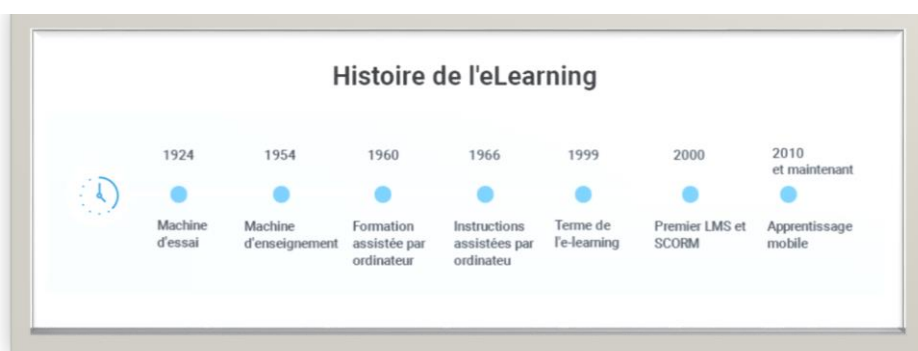 Histoire de l'eLearning
1924
1954
1960
1966
1999
2000
2010
et maintenant
Machine
d'essai
Machine
d'enseignement
Formation
assistée par
ordinateur
Instructions
assistées par
ordinateu
Terme de
l'e-learning
Premier LMS et
SCORM
Apprentissage
mobile